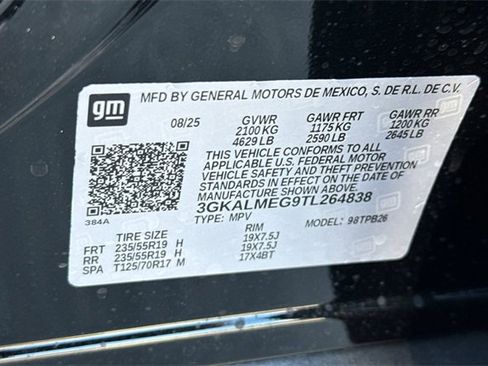 gm
MFD BY GENERAL MOTORS DE MEXICO, S. DE R.L. DE C.V.
08/25 GVWR GAWR FRT GAWR RR
2100 KG 1175 KG 1200 KG
4629 LB 2590 LB 2645 LB
THIS VEHICLE CONFORMS TO ALL
APPLICABLE U.S. FEDERAL MOTOR
VEHICLE SAFETY AND THEFT PREVENTION
STANDARDS IN EFFECT ON THE DATE OF
MANUFACTURE SHOWN ABOVE.
384A
3GKALMEG9TL264838
TYPE: MPV MODEL: 98TPB26
TIRE SIZE RIM
FRT 235/55R19 H 19X7.5J
RR 235/55R19 H 19X7.5J
SPA T125/70R17 M 17X4BT